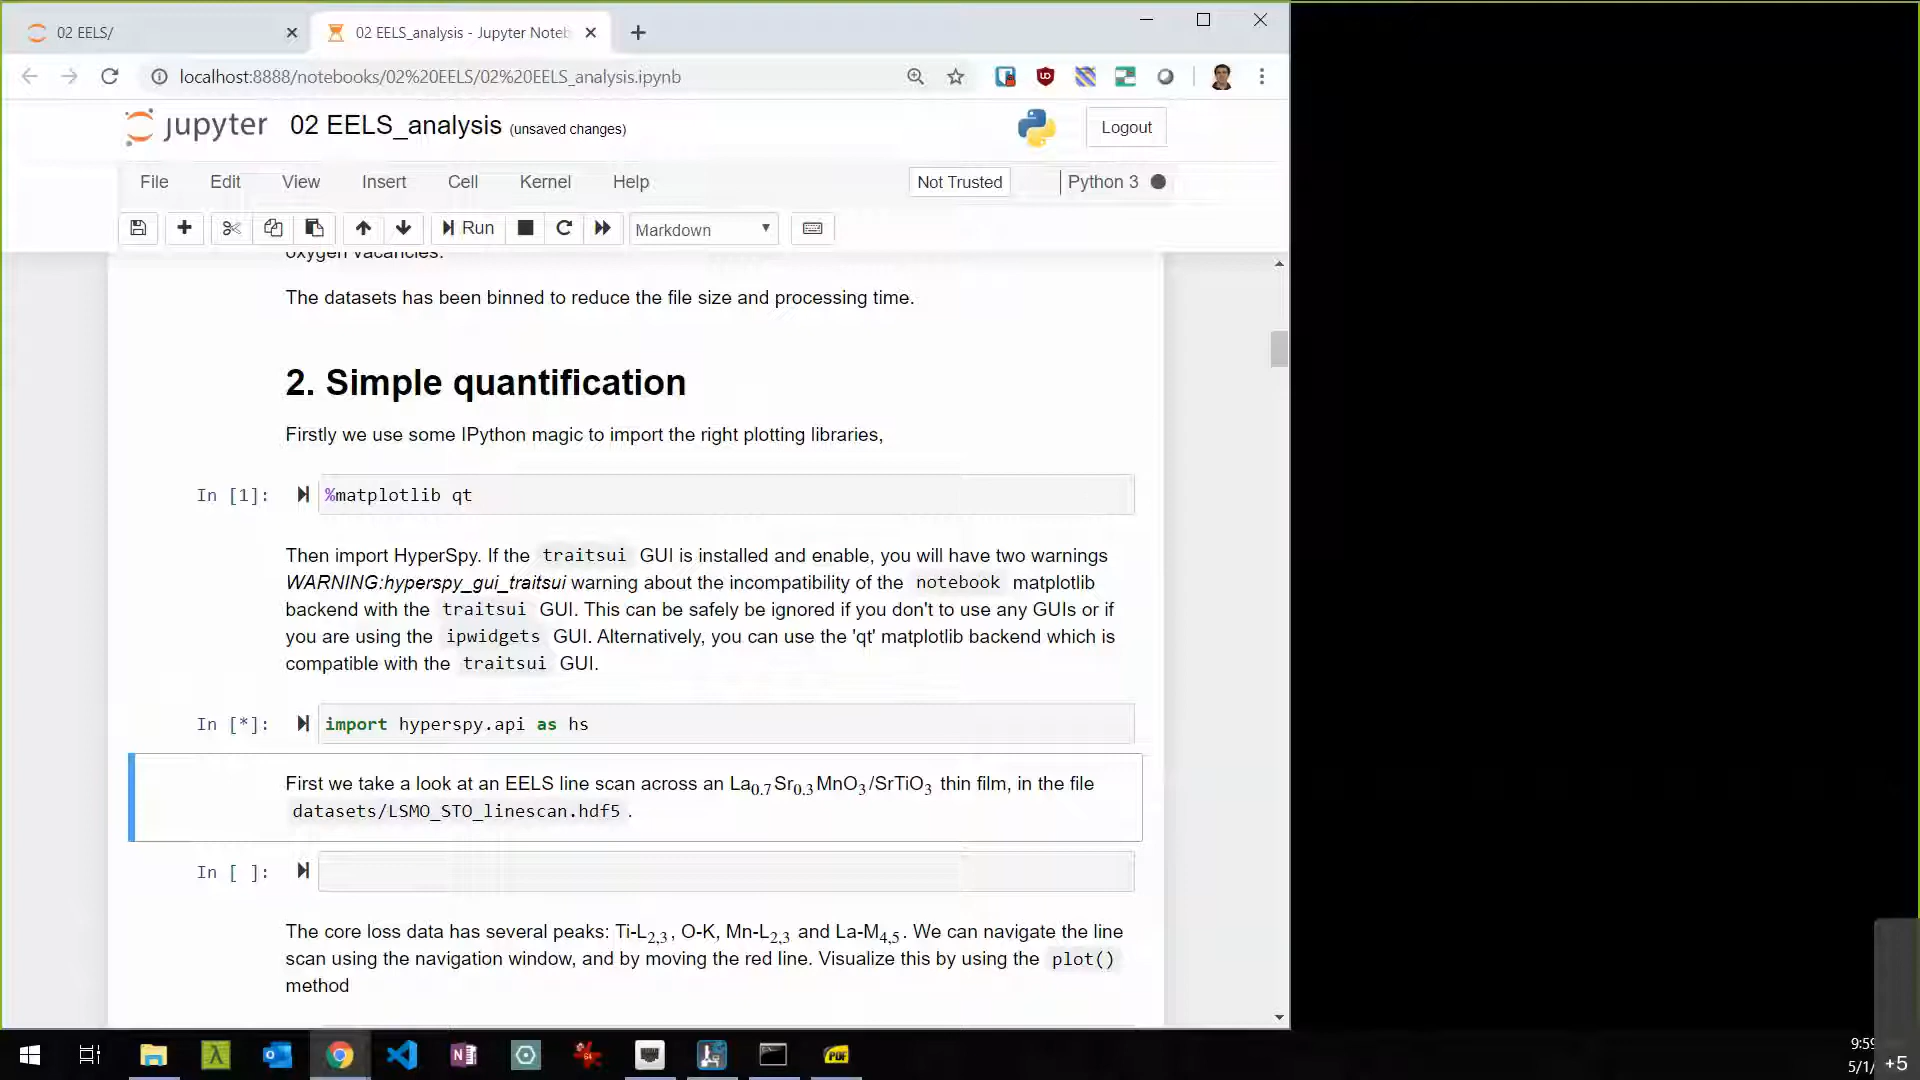 02 EELS/
02 EELS_analysis - Jupyter Noteb
localhost:8888/notebooks/02%20EELS/02%20EELS_analysis.ipynb
jupyter 02 EELS_analysis (unsaved changes)
Logout
File Edit View Insert Cell Kernel Help
Not Trusted
Python 3
Run
Markdown
oxygen vacancies.
The datasets has been binned to reduce the file size and processing time.
2. Simple quantification
Firstly we use some IPython magic to import the right plotting libraries,
In [1]: %matplotlib qt
Then import HyperSpy. If the traitsui GUI is installed and enable, you will have two warnings
WARNING:hyperspy_gui_traitsui warning about the incompatibility of the notebook matplotlib
backend with the traitsui GUI. This can be safely be ignored if you don't to use any GUIs or if
you are using the ipwidgets GUI. Alternatively, you can use the 'qt' matplotlib backend which is
compatible with the traitsui GUI.
In [*]: import hyperspy.api as hs
First we take a look at an EELS line scan across an La0.7Sr0.3MnO3/SrTiO3 thin film, in the file
datasets/LSMO_STO_linescan.hdf5 .
In [ ]:
The core loss data has several peaks: Ti-L2,3, O-K, Mn-L2,3 and La-M4,5. We can navigate the line
scan using the navigation window, and by moving the red line. Visualize this by using the plot()
method
PDF
9:59
5/1/
+5